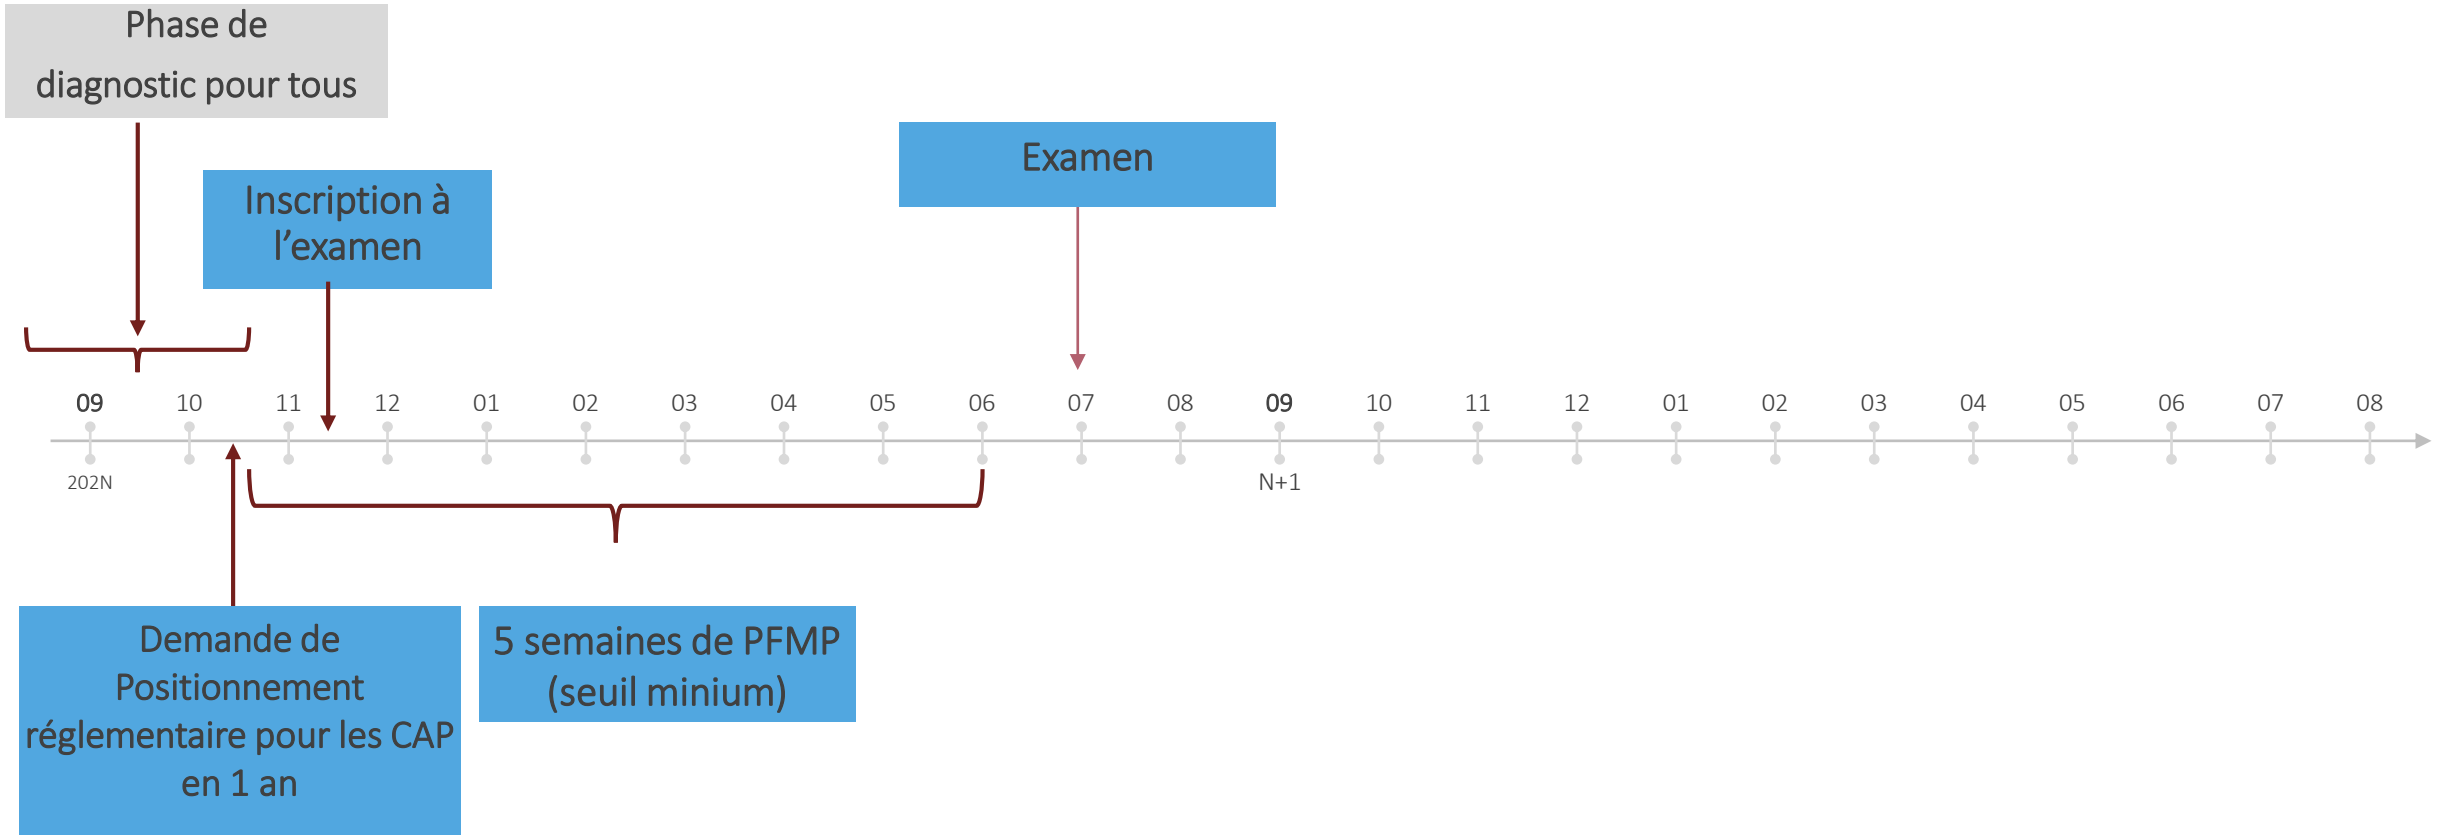 Phase de
diagnostic pour tous
Inscription à
l’examen
Examen
09 10 11 12 01 02 03 04 05 06 07 08 09 10 11 12 01 02 03 04 05 06 07 08
202N N+1
Demande de
Positionnement
réglementaire pour les CAP
en 1 an
5 semaines de PFMP
(seuil minium)